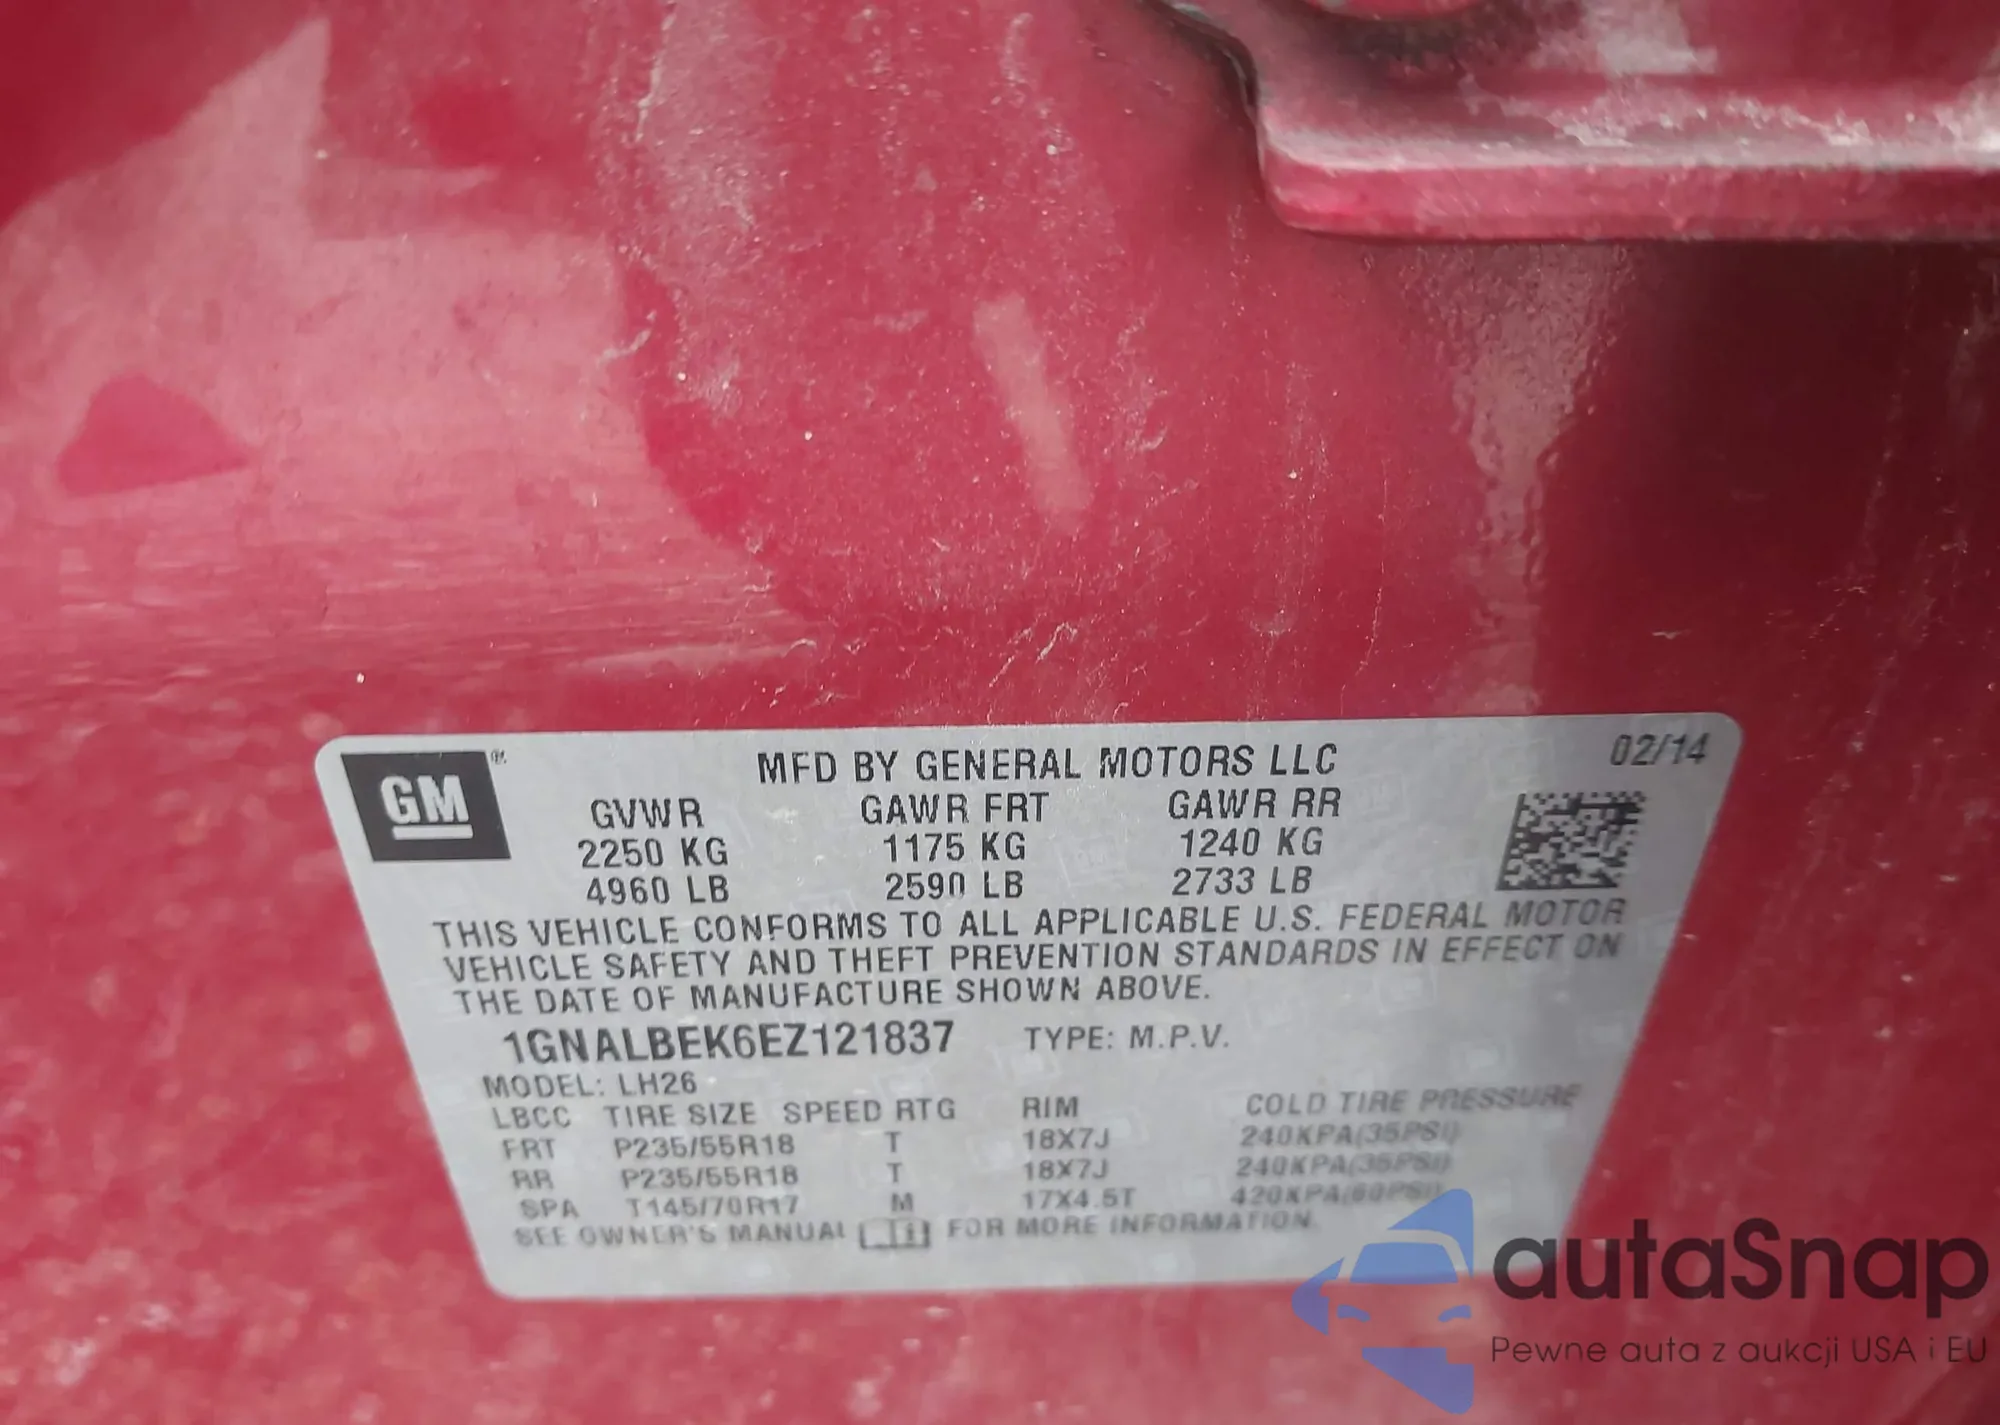 GM® MFD BY GENERAL MOTORS LLC 02/14
GVWR GAWR FRT GAWR RR
2250 KG 1175 KG 1240 KG
4960 LB 2590 LB 2733 LB
THIS VEHICLE CONFORMS TO ALL APPLICABLE U.S. FEDERAL MOTOR
VEHICLE SAFETY AND THEFT PREVENTION STANDARDS IN EFFECT ON
THE DATE OF MANUFACTURE SHOWN ABOVE.
1GNALBEK6EZ121837 TYPE: M.P.V.
MODEL: LH26
LBCC TIRE SIZE SPEED RTG RIM COLD TIRE PRESSURE
FRT P235/55R18 T 18X7J 240KPA(35PSI)
RR P235/55R18 T 18X7J 240KPA(35PSI)
SPA T145/70R17 M 17X4.5T 420KPA(60PSI)
SEE OWNER'S MANUAL FOR MORE INFORMATION.
autaSnap
Pewne auta z aukcji USA i EU